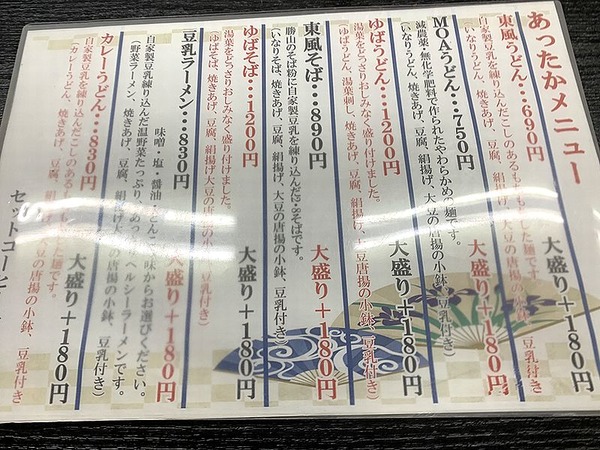 あったかメニュー
東風うどん・・・690円
大盛り+180円
自家製豆乳を練り込んだこしのあるもちもちした麺です。
(いなりうどん、焼きあげ、豆腐、絹揚げ、大豆の唐揚の小鉢、豆乳付き
MOAうどん・・・750円
大盛り+180円
減農薬・無化学肥料で作られたやわらかめの麺です。
(いなりうどん、焼きあげ、豆腐、絹揚げ、大豆の唐揚の小鉢、豆乳付き)
ゆばうどん・・・1200円
大盛り+180円
湯葉をどっさりおしみなく盛り付けました。
(ゆばうどん、湯葉刺し、焼きあげ、豆腐、絹揚げ、大豆の唐揚の小鉢、豆乳付き)
東風そば・・・890円
大盛り+180円
勝山のそば粉に自家製豆乳を練り込んだそばです。
(いなりそば、焼きあげ、豆腐、絹揚げ、大豆の唐揚の小鉢、豆乳付き)
ゆばそば・・・1200円
大盛り+180円
湯葉をどっさりおしみなく盛り付けました。
(ゆばそば、焼きあげ、豆腐、絹揚げ大豆の唐揚の小鉢、豆乳付き)
豆乳ラーメン・・・830円
大盛り+180円
味噌・塩・醤油・とんこつ味からお選びください。
自家製豆乳練り込んだ温野菜たっぷりのあったかヘルシーラーメンです。
(野菜ラーメン、焼きあげ、豆腐、絹揚げ大豆の唐揚の小鉢、豆乳付き)
カレーうどん・・・830円
大盛り+180円
自家製豆乳を練り込んだこしのあるもちもちした麺です。
(カレーうどん、焼きあげ、豆腐、絹揚げ、大豆の唐揚の小鉢、豆乳付き
セットコーヒ